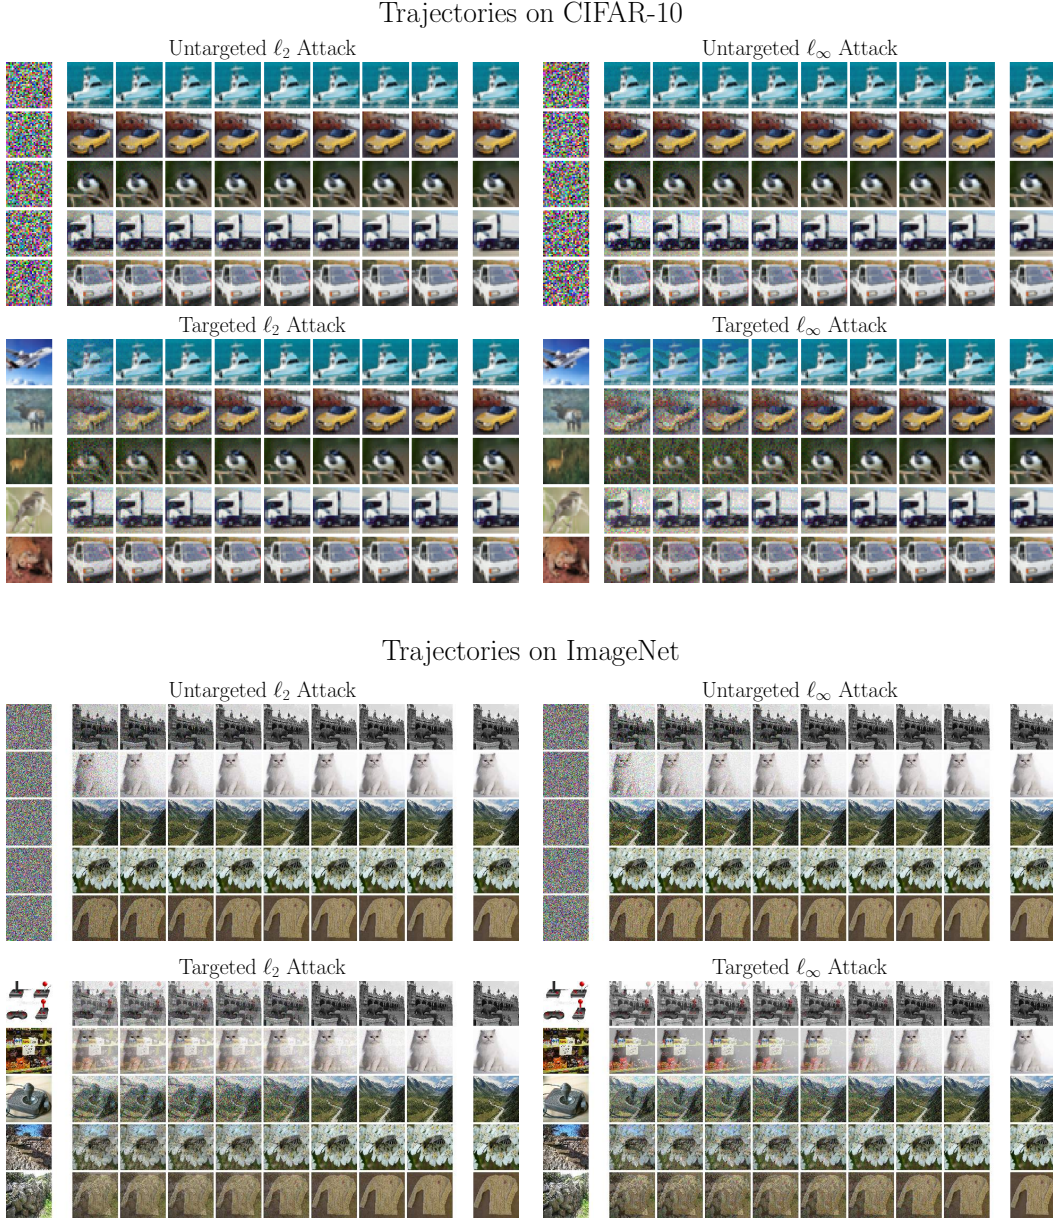 Trajectories on CIFAR-10
Untargeted ℓ₂ Attack
Untargeted ℓ∞ Attack
Targeted ℓ₂ Attack
Targeted ℓ∞ Attack
Trajectories on ImageNet
Untargeted ℓ₂ Attack
Untargeted ℓ∞ Attack
Targeted ℓ₂ Attack
Targeted ℓ∞ Attack